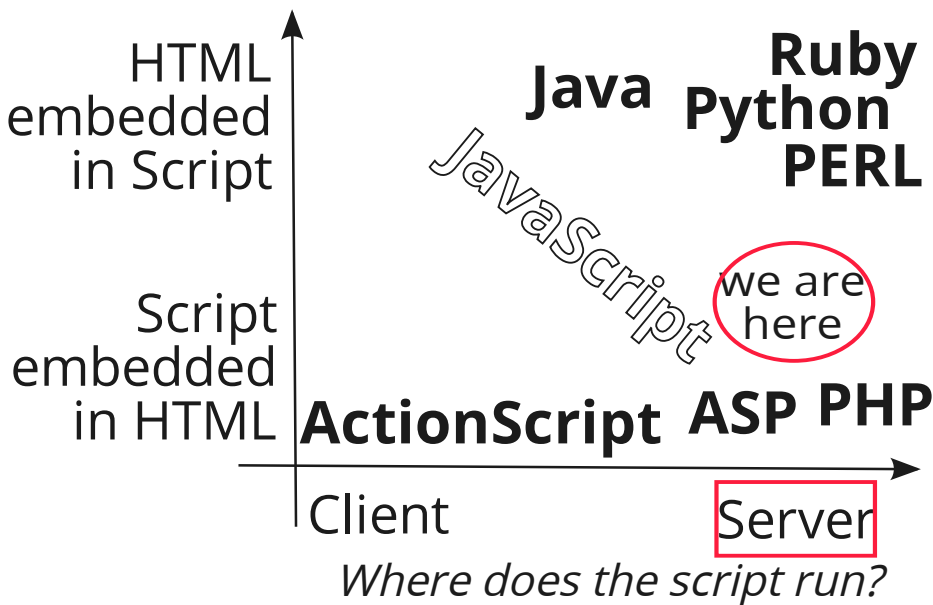 HTML
embedded
in Script
Script
embedded
in HTML
Java
Ruby
Python
PERL
JavaScript
we are
here
ActionScript
ASP
PHP
Client
Server
Where does the script run?